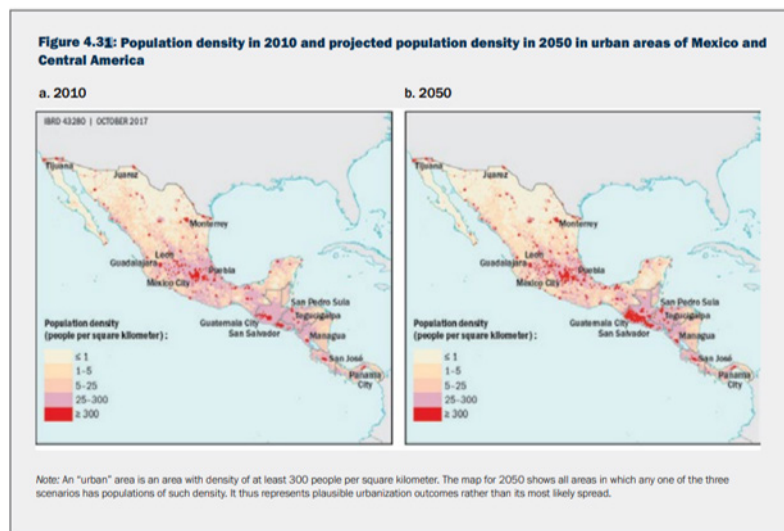 Figure 4.31: Population density in 2010 and projected population density in 2050 in urban areas of Mexico and
Central America
a. 2010
b. 2050
IBRD 43280 | OCTOBER 2017
Tijuana
Juarez
Monterrey
Leon
Guadalajara
Puebla
Mexico City
San Pedro Sula
Tegucigalpa
Guatemala City
San Salvador
Managua
San José
Panama
City
Population density
(people per square kilometer) :
≤ 1
1–5
5–25
25–300
≥ 300
Tijuana
Juarez
Monterrey
Leon
Guadalajara
Puebla
Mexico City
San Pedro Sula
Tegucigalpa
Guatemala City
San Salvador
Managua
San José
Panama
City
Population density
(people per square kilometer) :
≤ 1
1–5
5–25
25–300
≥ 300
Note: An “urban” area is an area with density of at least 300 people per square kilometer. The map for 2050 shows all areas in which any one of the three
scenarios has populations of such density. It thus represents plausible urbanization outcomes rather than its most likely spread.